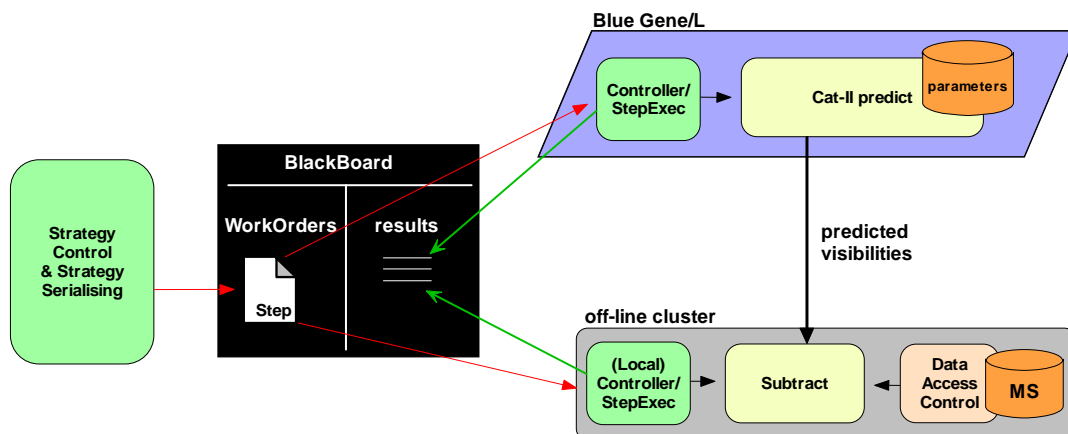 Blue Gene/L
Controller/
StepExec
Cat-II predict
parameters
BlackBoard
WorkOrders
results
Step
Strategy
Control
& Strategy
Serialising
predicted
visibilities
off-line cluster
(Local)
Controller/
StepExec
Subtract
Data
Access
Control
MS